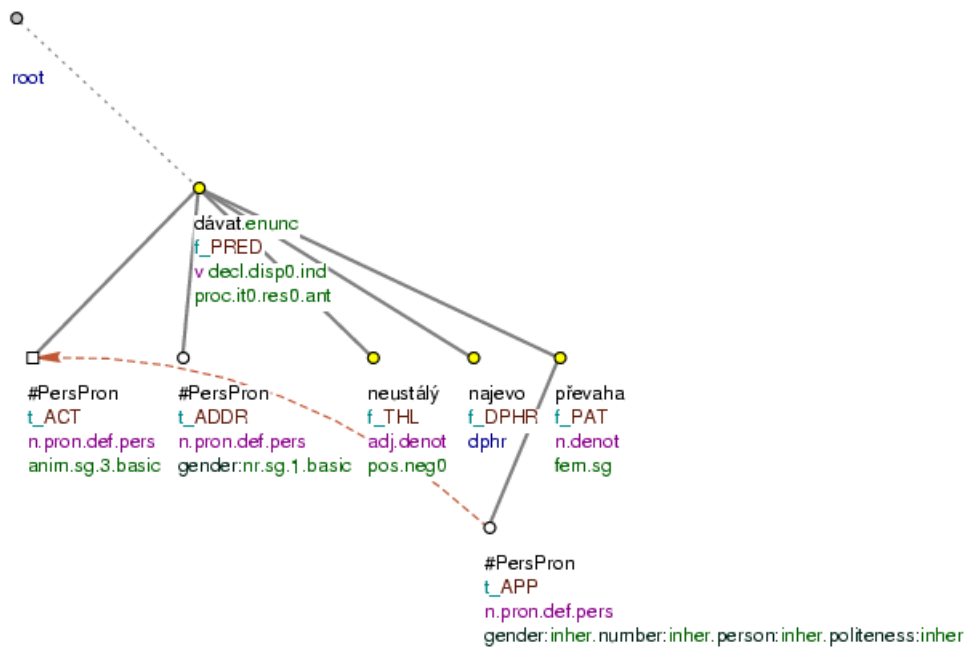 root
dávat.enunc
f_PRED
v decl.disp0.ind
proc.it0.res0.ant
#PersPron
t_ACT
n.pron.def.pers
anim.sg.3.basic
#PersPron
t_ADDR
n.pron.def.pers
gender:nr.sg.1.basic
neustálý
f_THL
adj.denot
pos.neg0
najevo
f_DPHR
dphr
převaha
f_PAT
n.denot
fem.sg
#PersPron
t_APP
n.pron.def.pers
gender:inher.number:inher.person:inher.politeness:inher